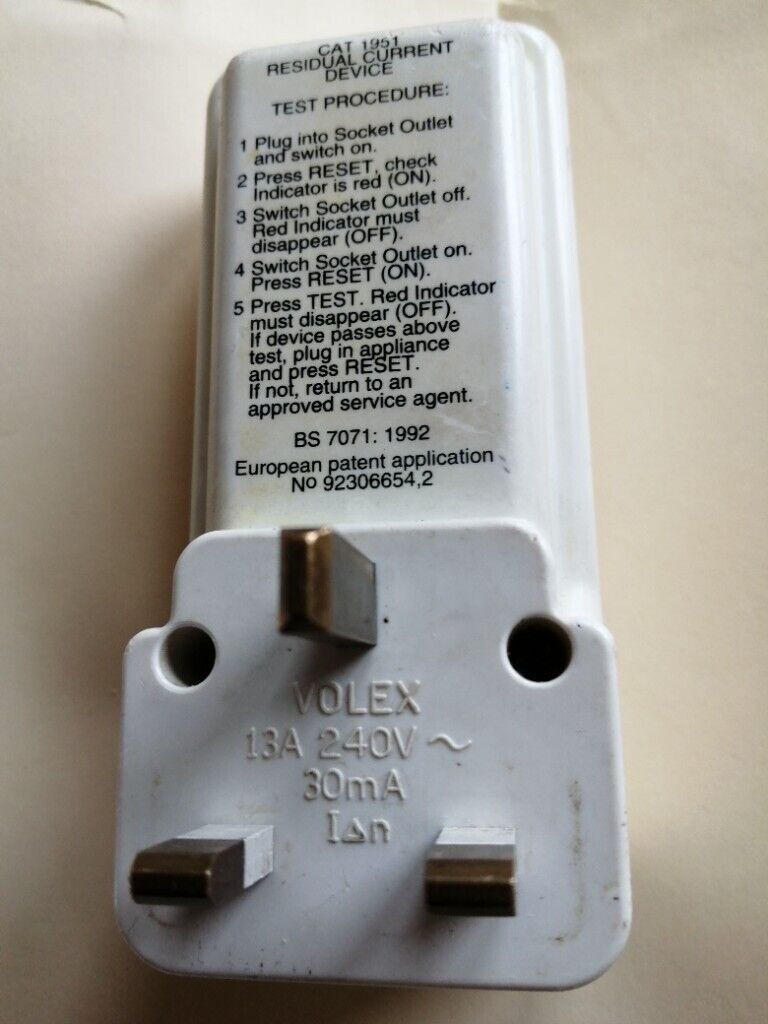 CAT 1951
RESIDUAL CURRENT
DEVICE
TEST PROCEDURE:
1 Plug into Socket Outlet
and switch on.
2 Press RESET, check
Indicator is red (ON).
3 Switch Socket Outlet off.
Red Indicator must
disappear (OFF).
4 Switch Socket Outlet on.
Press RESET (ON).
5 Press TEST. Red Indicator
must disappear (OFF).
If device passes above
test, plug in appliance
and press RESET.
If not, return to an
approved service agent.
BS 7071: 1992
European patent application
No 92306654,2
VOLEX
13A 240V ~
30mA
IΔn